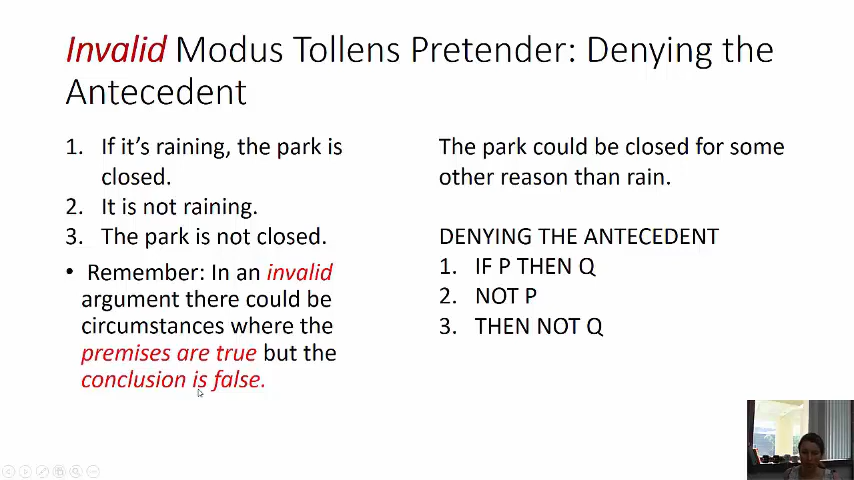 Invalid Modus Tollens Pretender: Denying the
Antecedent
1. If it's raining, the park is
closed.
2. It is not raining.
3. The park is not closed.
• Remember: In an invalid
argument there could be
circumstances where the
premises are true but the
conclusion is false.
The park could be closed for some
other reason than rain.
DENYING THE ANTECEDENT
1. IF P THEN Q
2. NOT P
3. THEN NOT Q